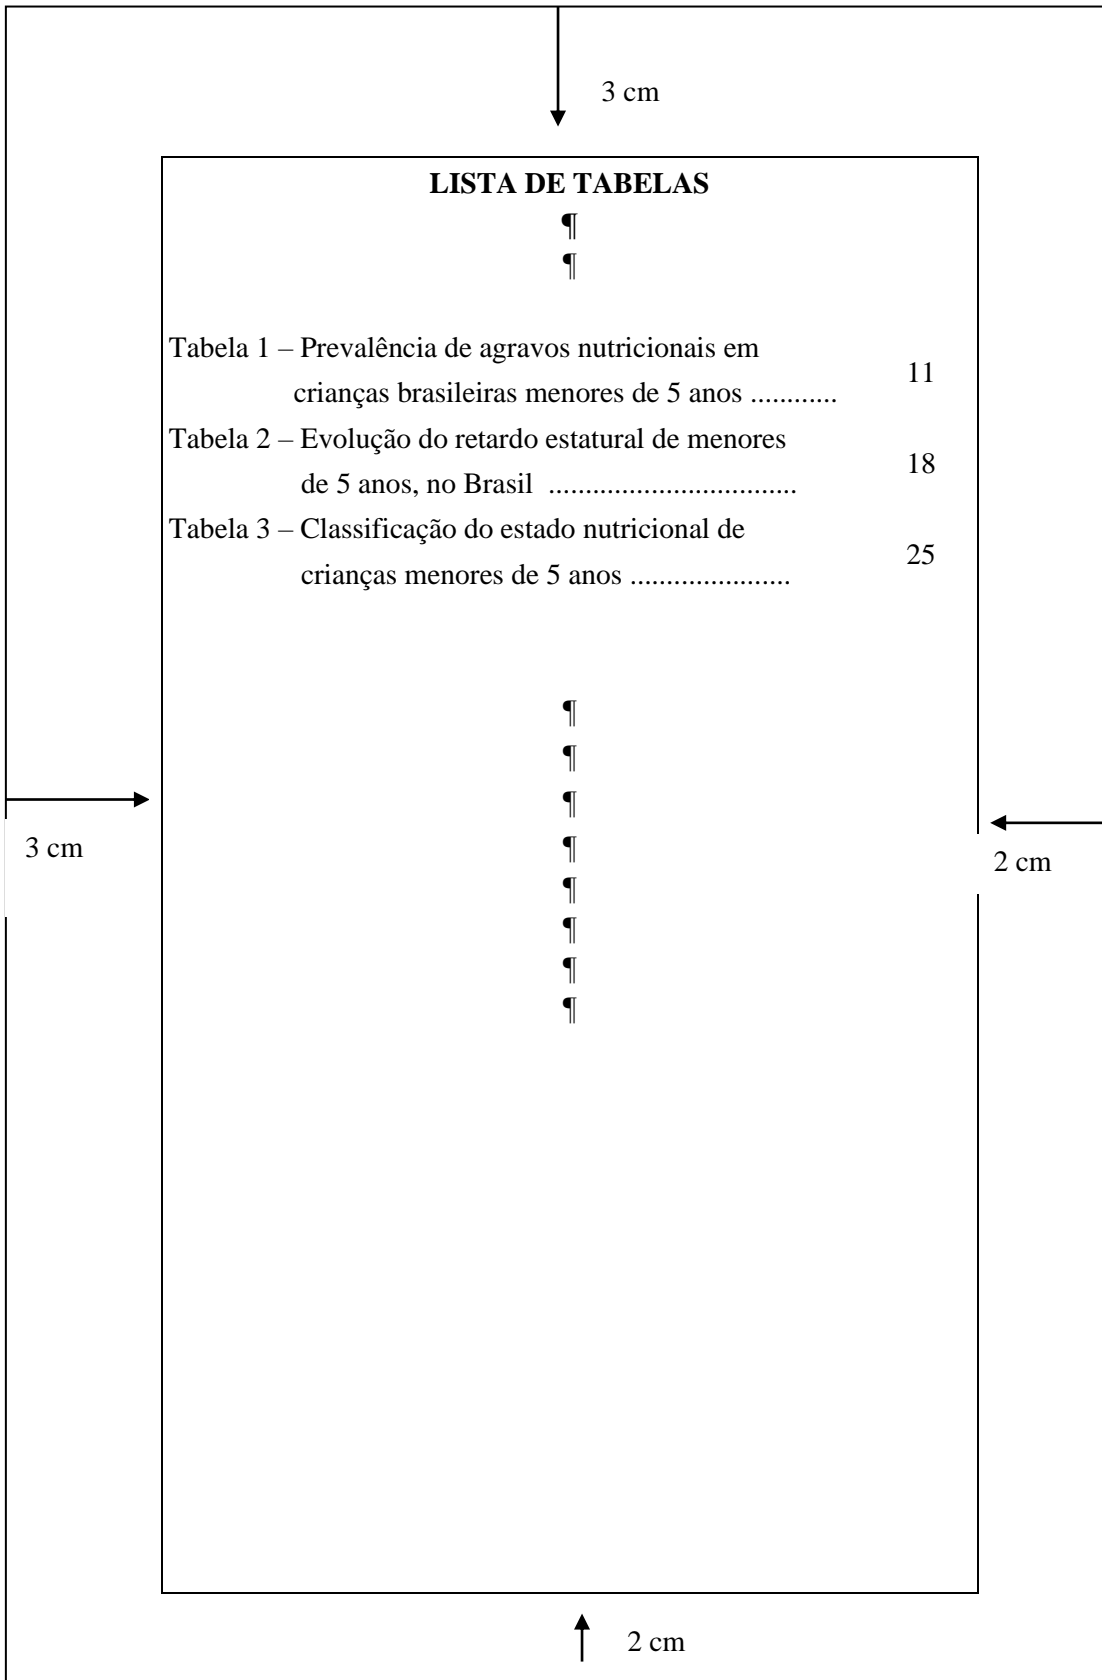 3 cm
LISTA DE TABELAS
¶
¶
Tabela 1 – Prevalência de agravos nutricionais em
crianças brasileiras menores de 5 anos ............ 11
Tabela 2 – Evolução do retardo estatural de menores
de 5 anos, no Brasil .................................. 18
Tabela 3 – Classificação do estado nutricional de
crianças menores de 5 anos ...................... 25
¶
¶
¶
¶
¶
¶
¶
¶
3 cm
2 cm
2 cm